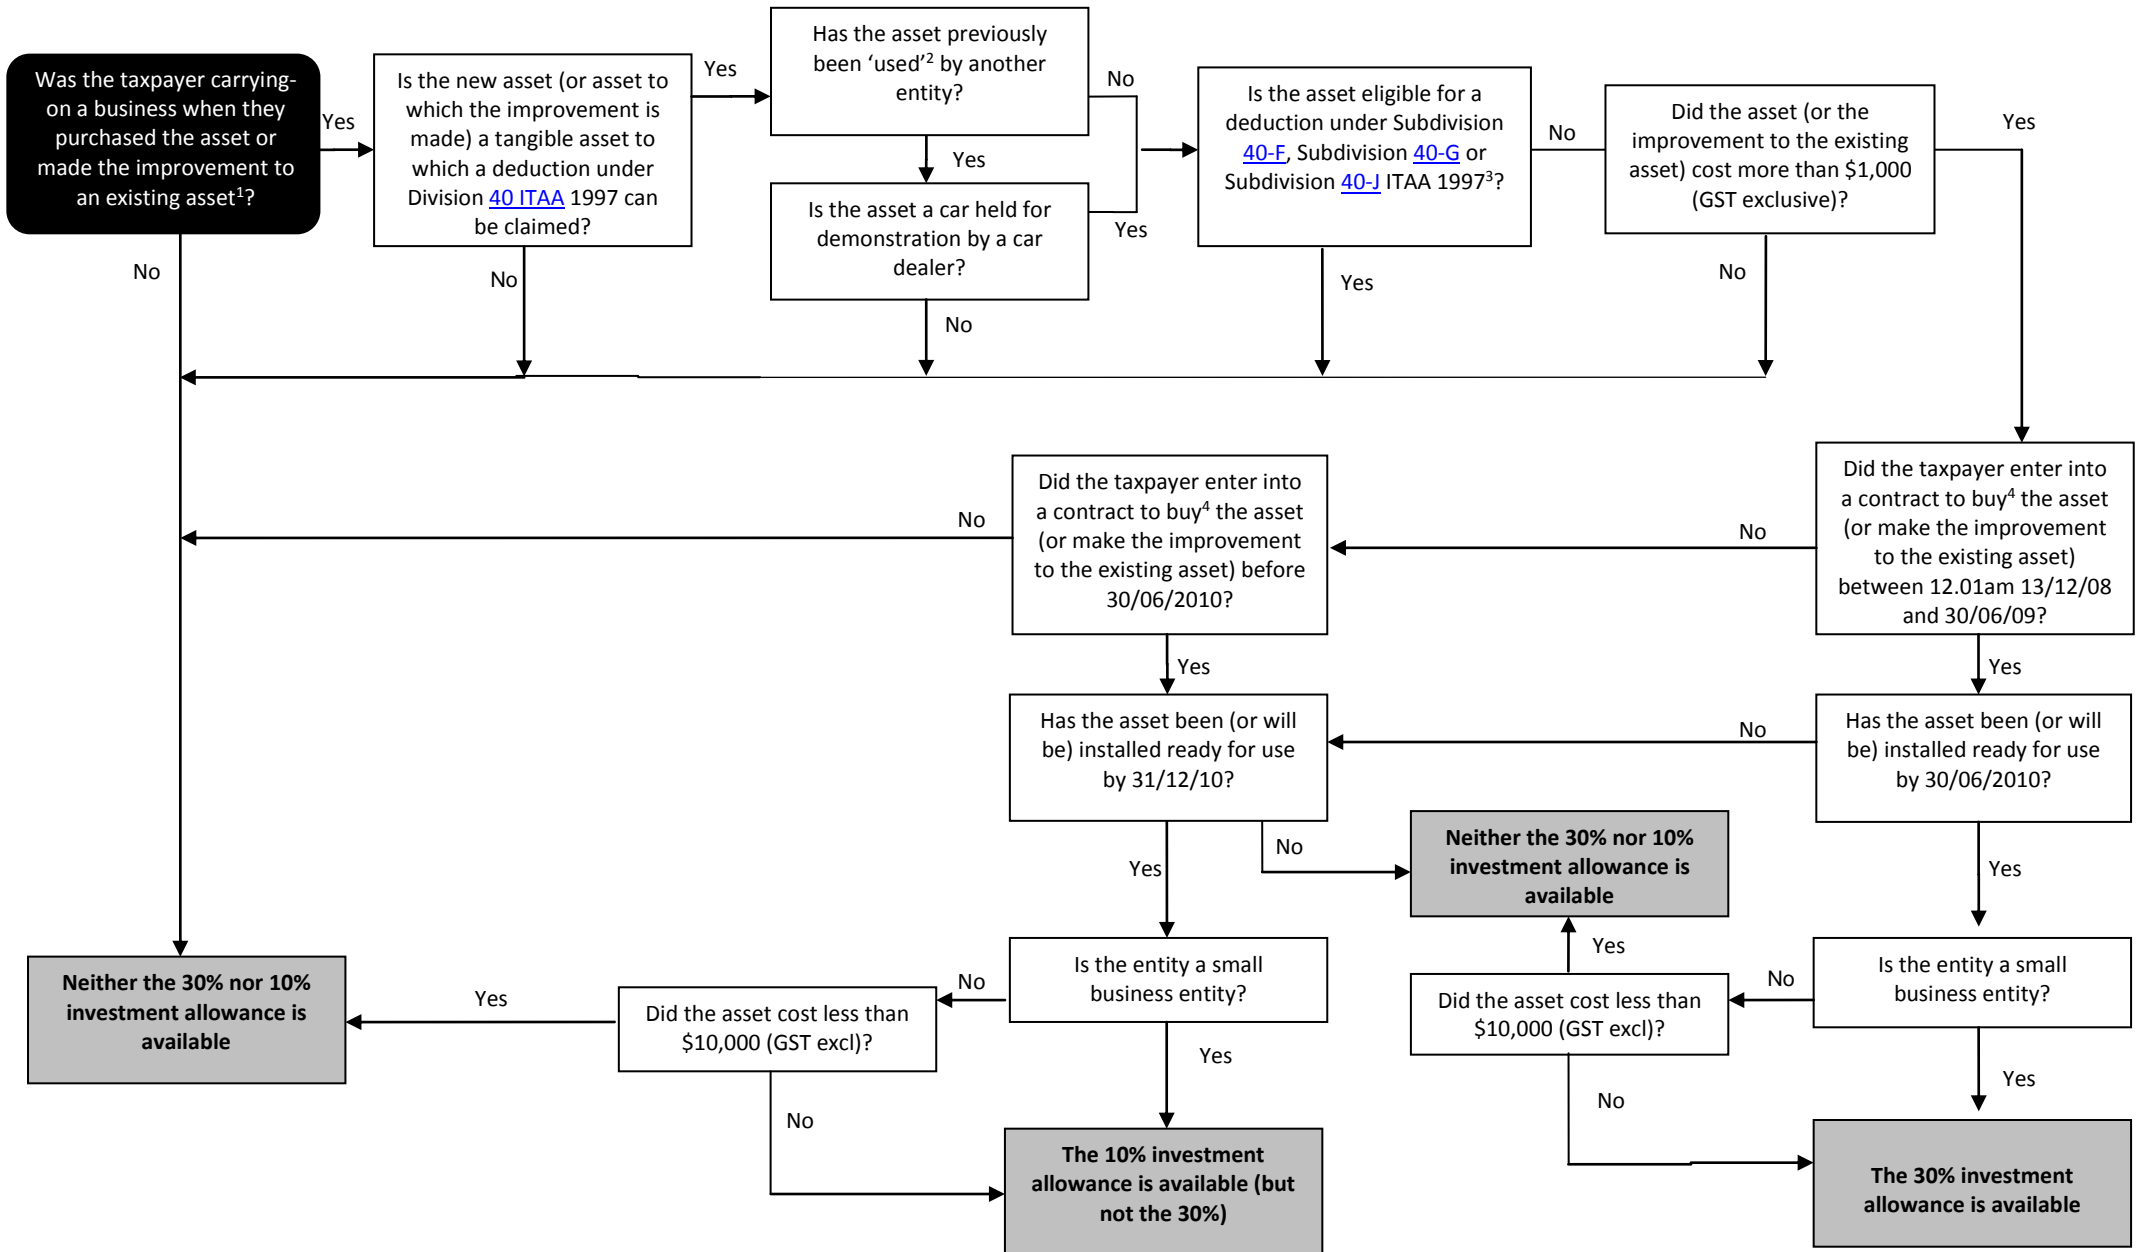 Was the taxpayer carrying-
on a business when they
purchased the asset or
made the improvement to
an existing asset¹?
Yes
No
Is the new asset (or asset to
which the improvement is
made) a tangible asset to
which a deduction under
Division 40 ITAA 1997 can
be claimed?
Yes
No
Has the asset previously
been ‘used’² by another
entity?
No
Yes
Is the asset a car held for
demonstration by a car
dealer?
Yes
No
Is the asset eligible for a
deduction under Subdivision
40-F, Subdivision 40-G or
Subdivision 40-J ITAA 1997³?
No
Yes
Did the asset (or the
improvement to the existing
asset) cost more than $1,000
(GST exclusive)?
Yes
No
Did the taxpayer enter into
a contract to buy⁴ the asset
(or make the improvement
to the existing asset)
between 12.01am 13/12/08
and 30/06/09?
No
Yes
Did the taxpayer enter into
a contract to buy⁴ the asset
(or make the improvement
to the existing asset) before
30/06/2010?
No
Yes
Has the asset been (or will
be) installed ready for use
by 30/06/2010?
No
Yes
Has the asset been (or will
be) installed ready for use
by 31/12/10?
No
Yes
Neither the 30% nor 10%
investment allowance is
available
Yes
Is the entity a small
business entity?
No
Yes
Did the asset cost less than
$10,000 (GST excl)?
No
The 30% investment
allowance is available
Is the entity a small
business entity?
No
Yes
Did the asset cost less than
$10,000 (GST excl)?
Yes
No
Neither the 30% nor 10%
investment allowance is
available
The 10% investment
allowance is available (but
not the 30%)